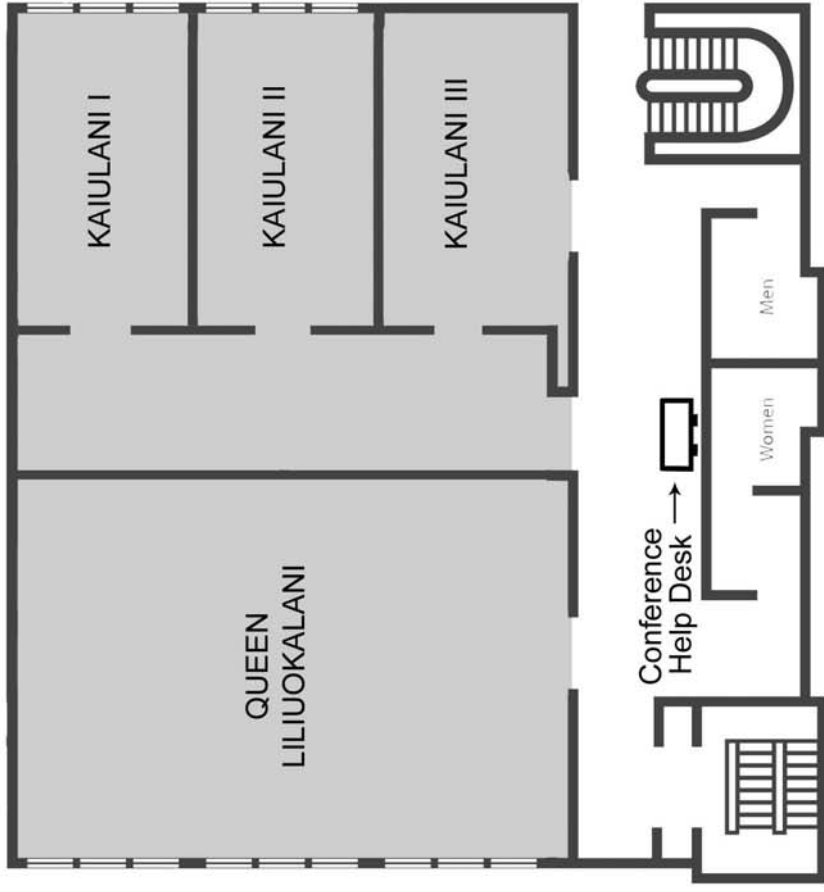 KAIULANI I
KAIULANI II
KAIULANI III
QUEEN
LILIUOKALANI
Conference
Help Desk →
Men
Women